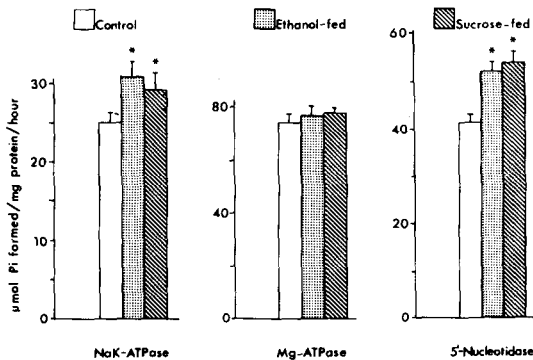 Control
Ethanol-fed
Sucrose-fed
μmol Pi formed/mg protein/hour
30
20
10
0
80
40
0
60
40
20
0
*
*
*
*
NaK-ATPase
Mg-ATPase
5'-Nucleotidase